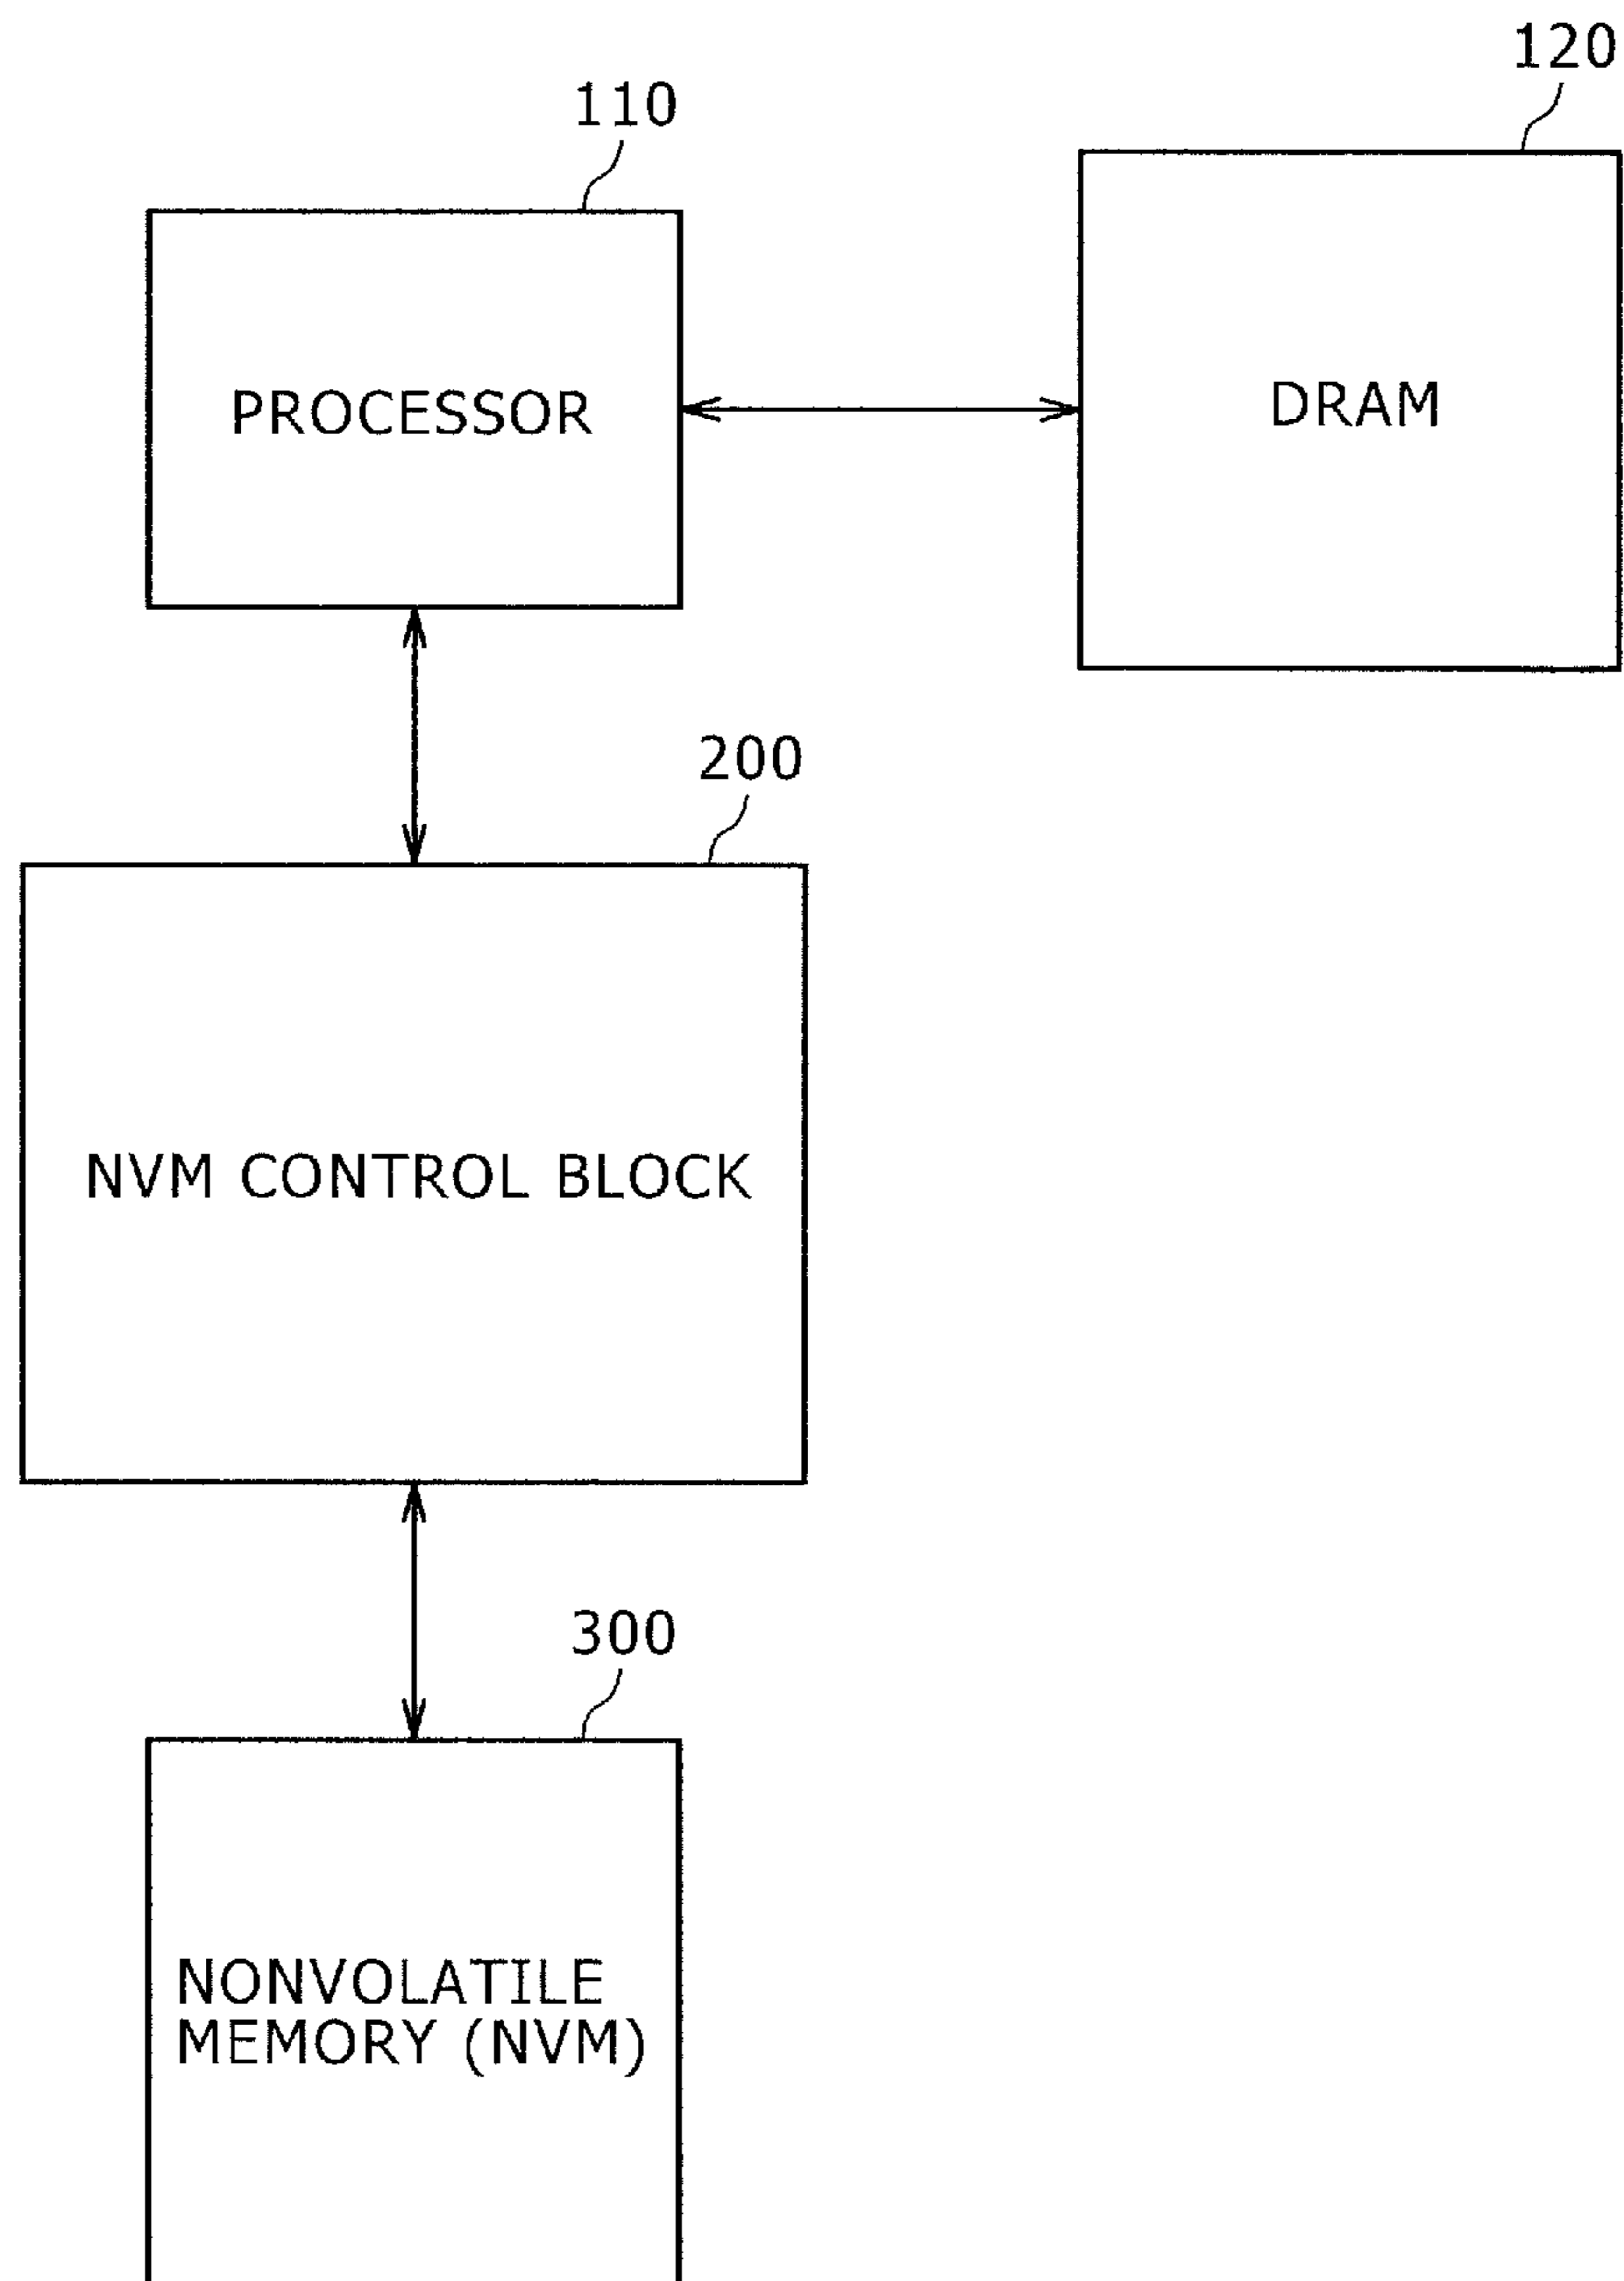 120
110
PROCESSOR
DRAM
200
NVM CONTROL BLOCK
300
NONVOLATILE
MEMORY (NVM)